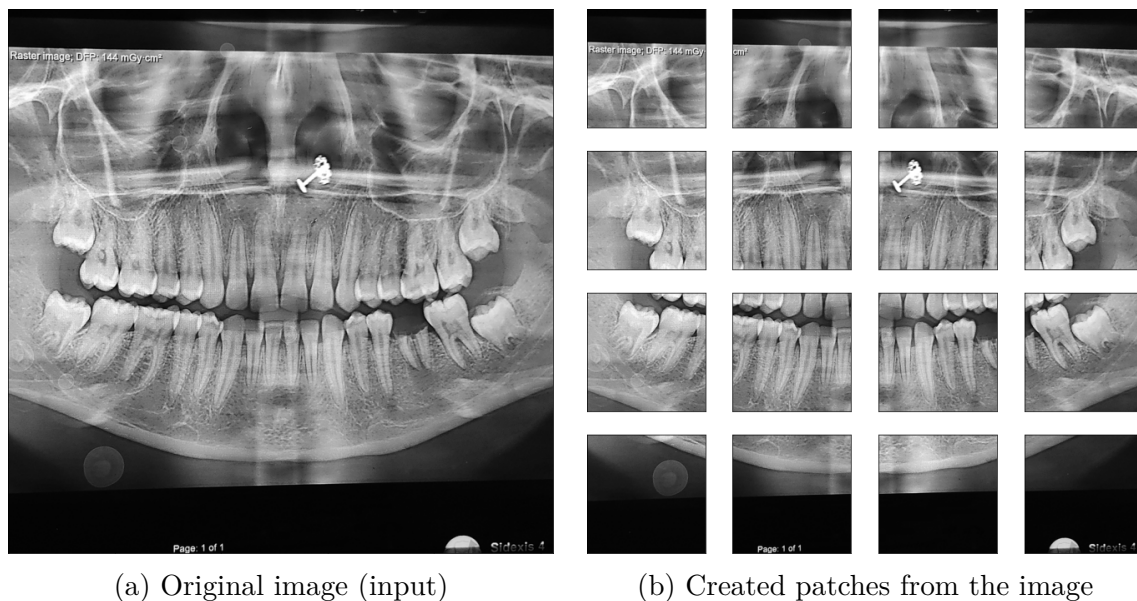 Raster image; DFP: 144 mGy·cm²
Page: 1 of 1
Sidexis 4
Raster image; DFP: 144 mGy·cm²
Page: 1 of 1
Sidexis 4
(a) Original image (input)
(b) Created patches from the image